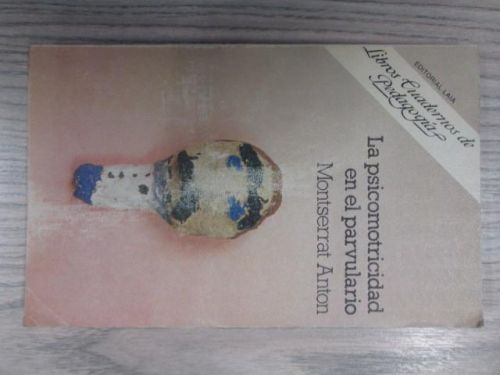 EDITORIAL LAIA
Libros Cuadernos de
Pedagogía
La psicomotricidad
en el parvulario
Montserrat Anton